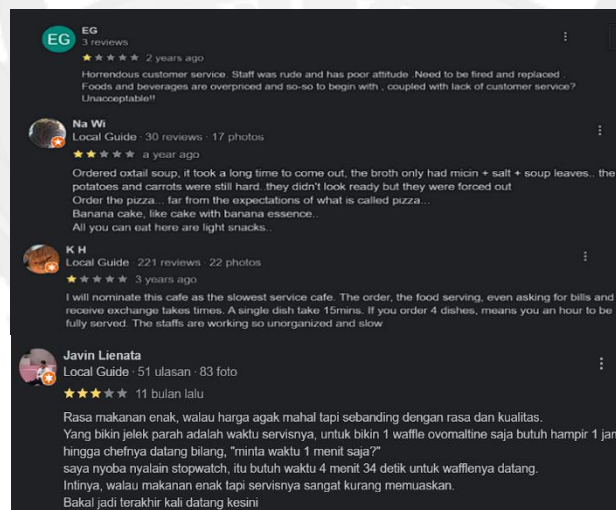 EG
EG
3 reviews
2 years ago
Horrendous customer service. Staff was rude and has poor attitude .Need to be fired and replaced .
Foods and beverages are overpriced and so-so to begin with , coupled with lack of customer service?
Unacceptable!!
Na Wi
Local Guide · 30 reviews · 17 photos
a year ago
Ordered oxtail soup, it took a long time to come out, the broth only had micin + salt + soup leaves.. the
potatoes and carrots were still hard..they didn't look ready but they were forced out
Order the pizza... far from the expectations of what is called pizza...
Banana cake, like cake with banana essence..
All you can eat here are light snacks..
K H
Local Guide · 221 reviews · 22 photos
3 years ago
I will nominate this cafe as the slowest service cafe. The order, the food serving, even asking for bills and
receive exchange takes times. A single dish take 15mins. If you order 4 dishes, means you an hour to be
fully served. The staffs are working so unorganized and slow
Javin Lienata
Local Guide · 51 ulasan · 83 foto
11 bulan lalu
Rasa makanan enak, walau harga agak mahal tapi sebanding dengan rasa dan kualitas.
Yang bikin jelek parah adalah waktu servisnya, untuk bikin 1 waffle ovomaltine saja butuh hampir 1 jam
hingga chefnya datang bilang, "minta waktu 1 menit saja?"
saya nyoba nyalain stopwatch, itu butuh waktu 4 menit 34 detik untuk wafflenya datang.
Intinya, walau makanan enak tapi servisnya sangat kurang memuaskan.
Bakal jadi terakhir kali datang kesini